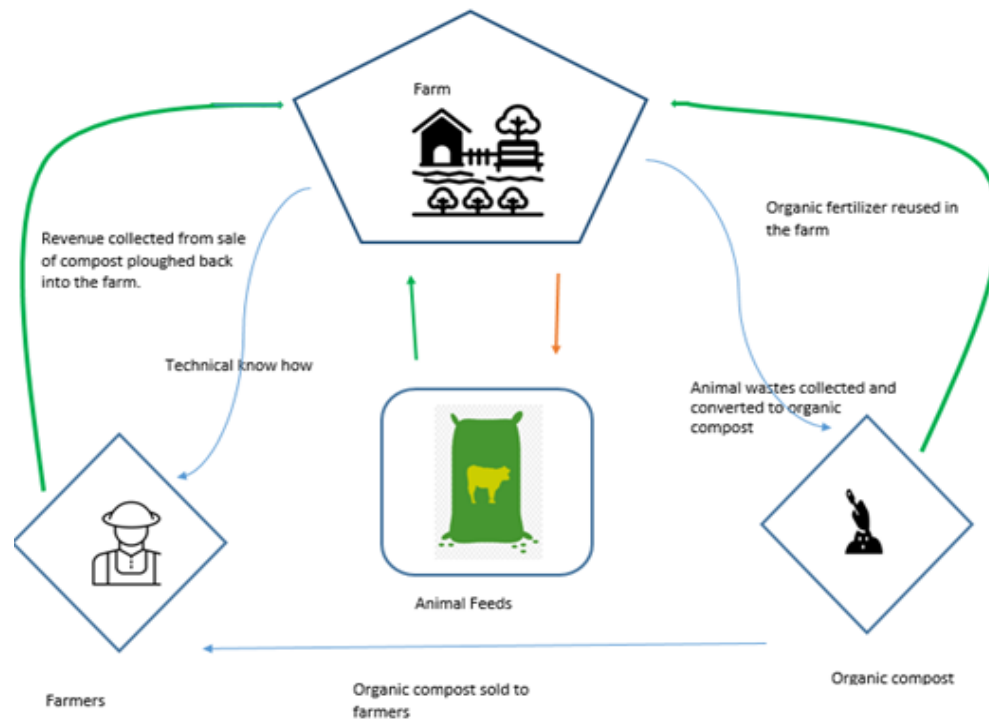 Farm
Revenue collected from sale
of compost ploughed back
into the farm.
Organic fertilizer reused in
the farm
Technical know how
Animal wastes collected and
converted to organic
compost
Animal Feeds
Farmers
Organic compost sold to
farmers
Organic compost